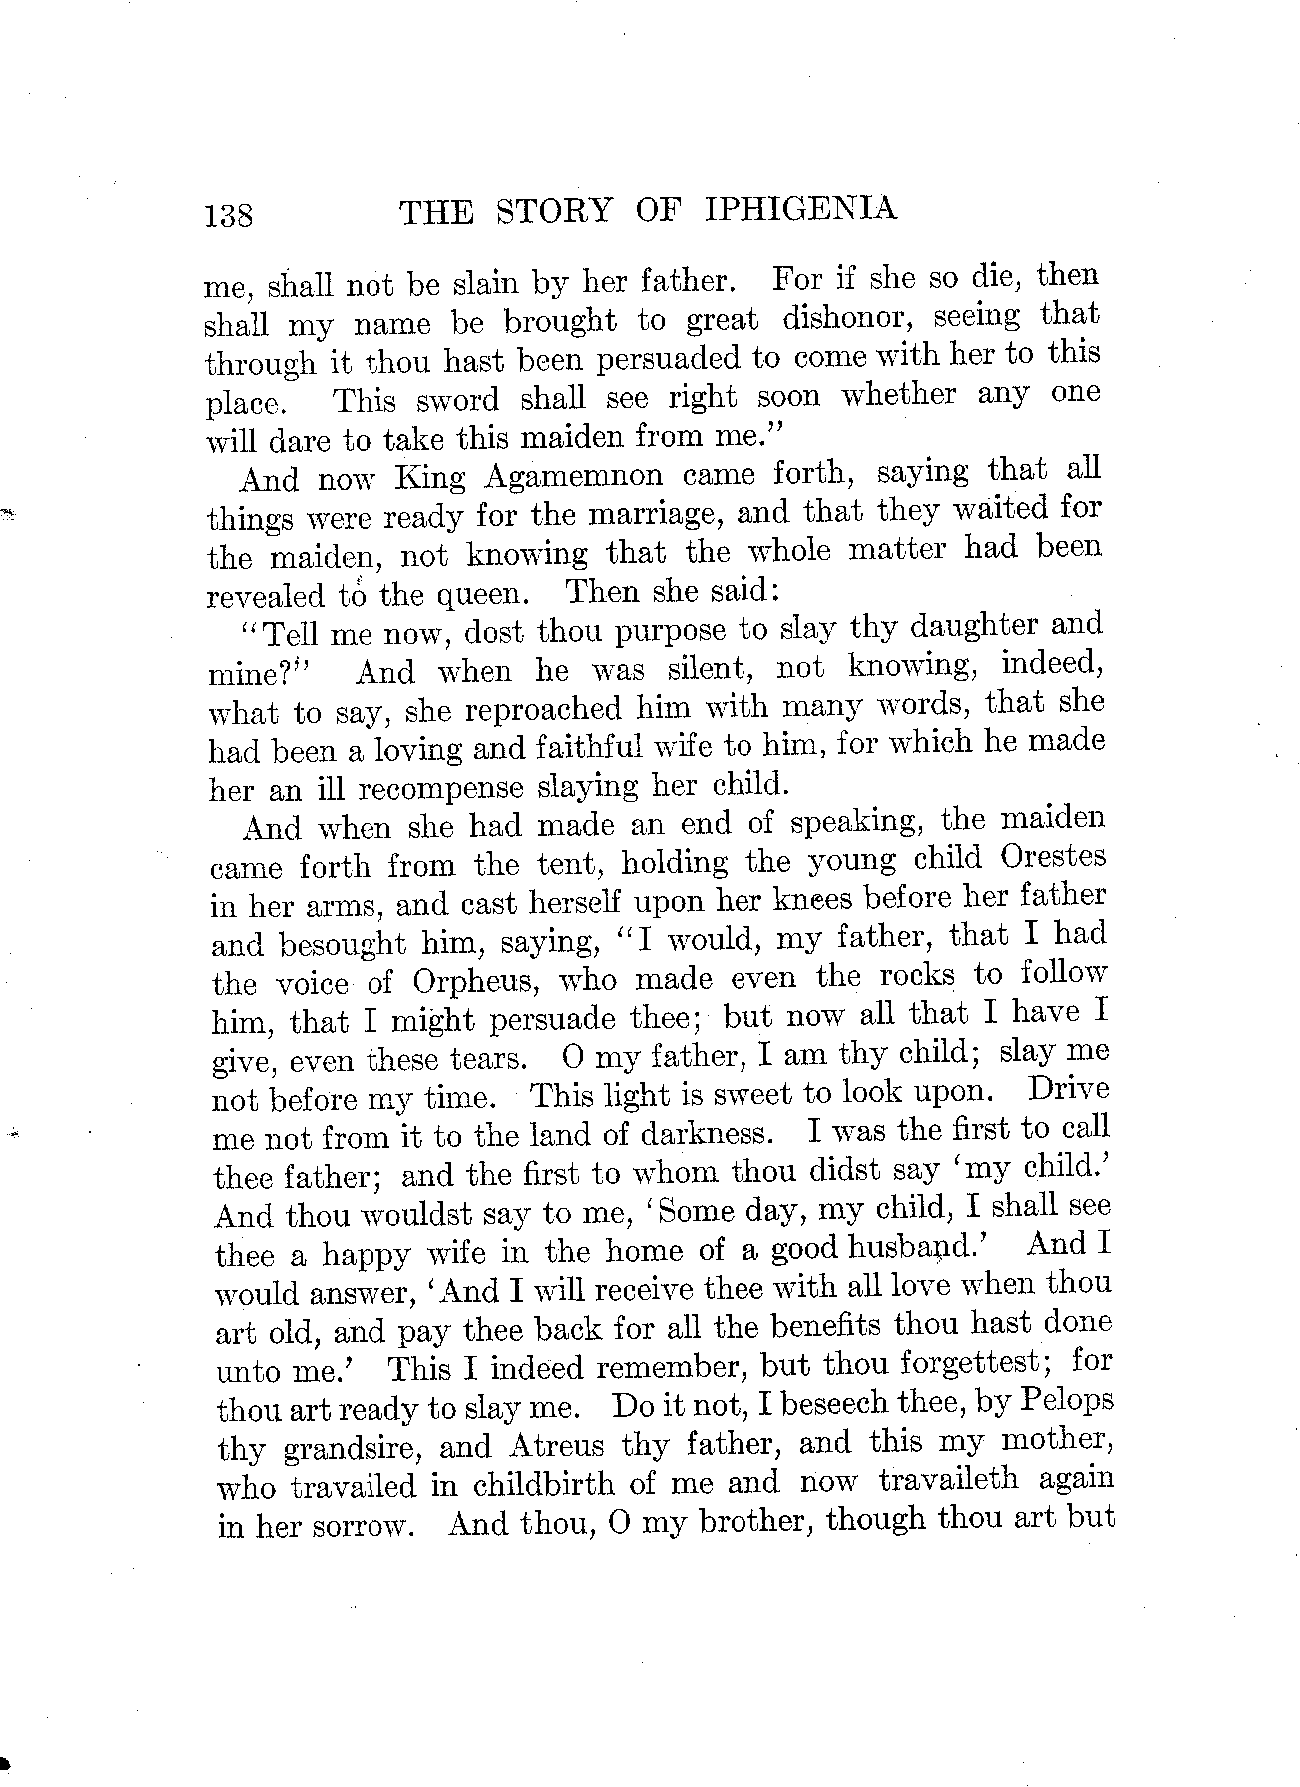 138 THE STORY OF IPHIGENIA
me, shall not be slain by her father. For if she so die, then
shall my name be brought to great dishonor, seeing that
through it thou hast been persuaded to come with her to this
place. This sword shall see right soon whether any one
will dare to take this maiden from me.”
And now King Agamemnon came forth, saying that all
things were ready for the marriage, and that they waited for
the maiden, not knowing that the whole matter had been
revealed to the queen. Then she said:
“Tell me now, dost thou purpose to slay thy daughter and
mine?” And when he was silent, not knowing, indeed,
what to say, she reproached him with many words, that she
had been a loving and faithful wife to him, for which he made
her an ill recompense slaying her child.
And when she had made an end of speaking, the maiden
came forth from the tent, holding the young child Orestes
in her arms, and cast herself upon her knees before her father
and besought him, saying, “I would, my father, that I had
the voice of Orpheus, who made even the rocks to follow
him, that I might persuade thee; but now all that I have I
give, even these tears. O my father, I am thy child; slay me
not before my time. This light is sweet to look upon. Drive
me not from it to the land of darkness. I was the first to call
thee father; and the first to whom thou didst say ‘my child.’
And thou wouldst say to me, ‘Some day, my child, I shall see
thee a happy wife in the home of a good husband.’ And I
would answer, ‘And I will receive thee with all love when thou
art old, and pay thee back for all the benefits thou hast done
unto me.’ This I indeed remember, but thou forgettest; for
thou art ready to slay me. Do it not, I beseech thee, by Pelops
thy grandsire, and Atreus thy father, and this my mother,
who travailed in childbirth of me and now travaileth again
in her sorrow. And thou, O my brother, though thou art but